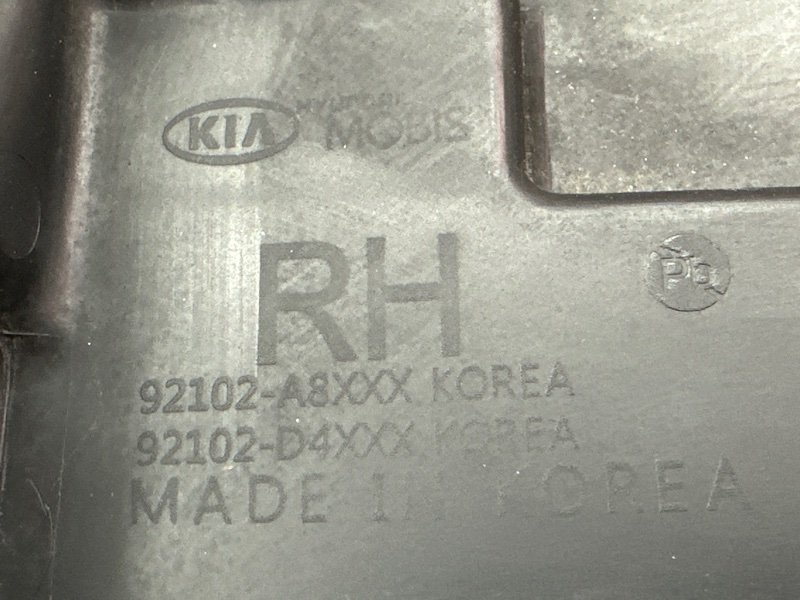 KIA HYUNDAI
MOBIS
RH
92102-A8XXX KOREA
92102-D4XXX KOREA
MADE IN KOREA